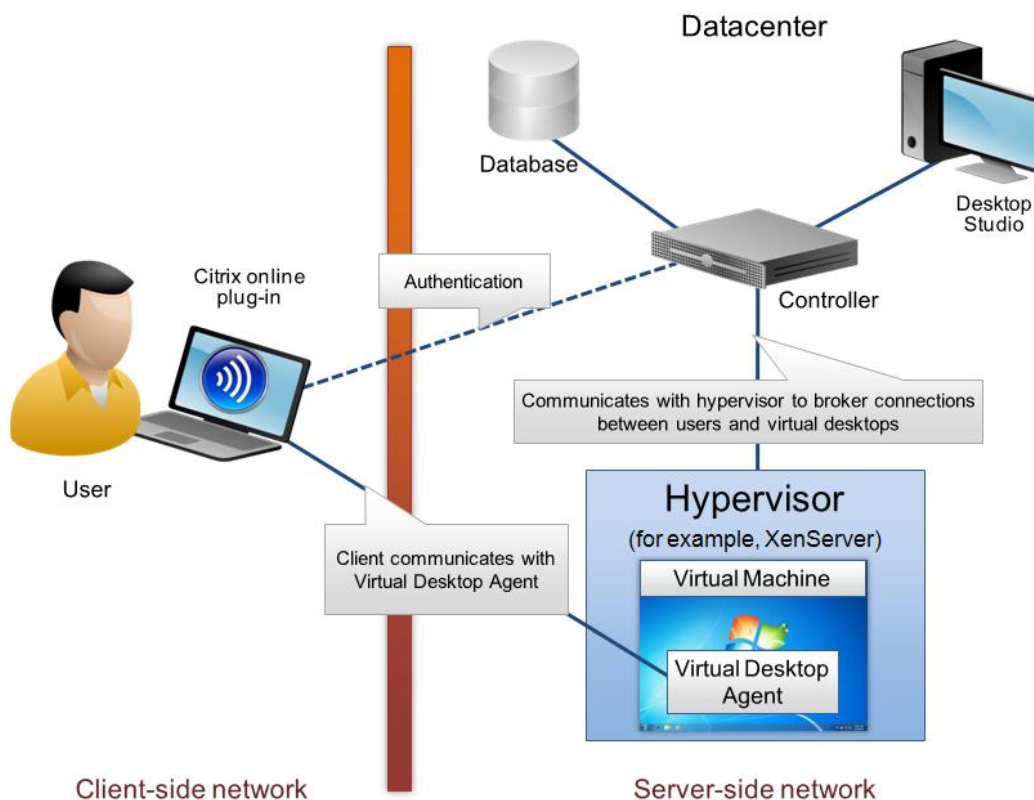 Datacenter
Database
Desktop
Studio
Citrix online
plug-in
Authentication
Controller
Communicates with hypervisor to broker connections
between users and virtual desktops
User
Hypervisor
(for example, XenServer)
Client communicates with
Virtual Desktop Agent
Virtual Machine
Virtual Desktop
Agent
Client-side network
Server-side network